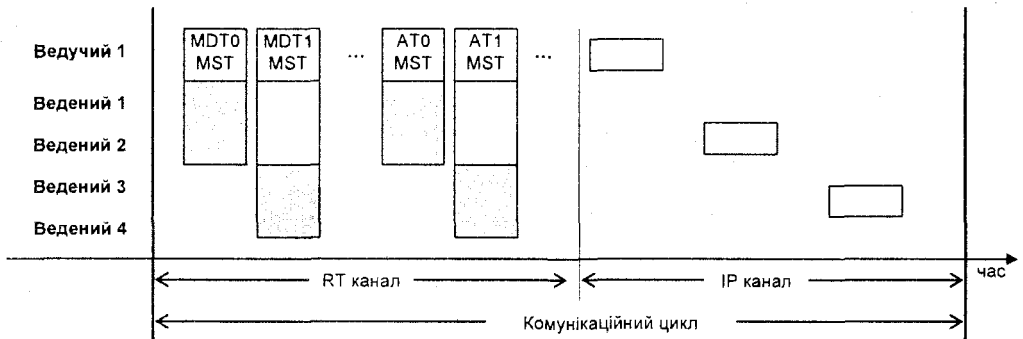 Ведучий 1
MDT0 MDT1 ... AT0 AT1 ...
MST MST MST MST
Ведений 1
Ведений 2
Ведений 3
Ведений 4
час
RT канал IP канал
Комунікаційний цикл